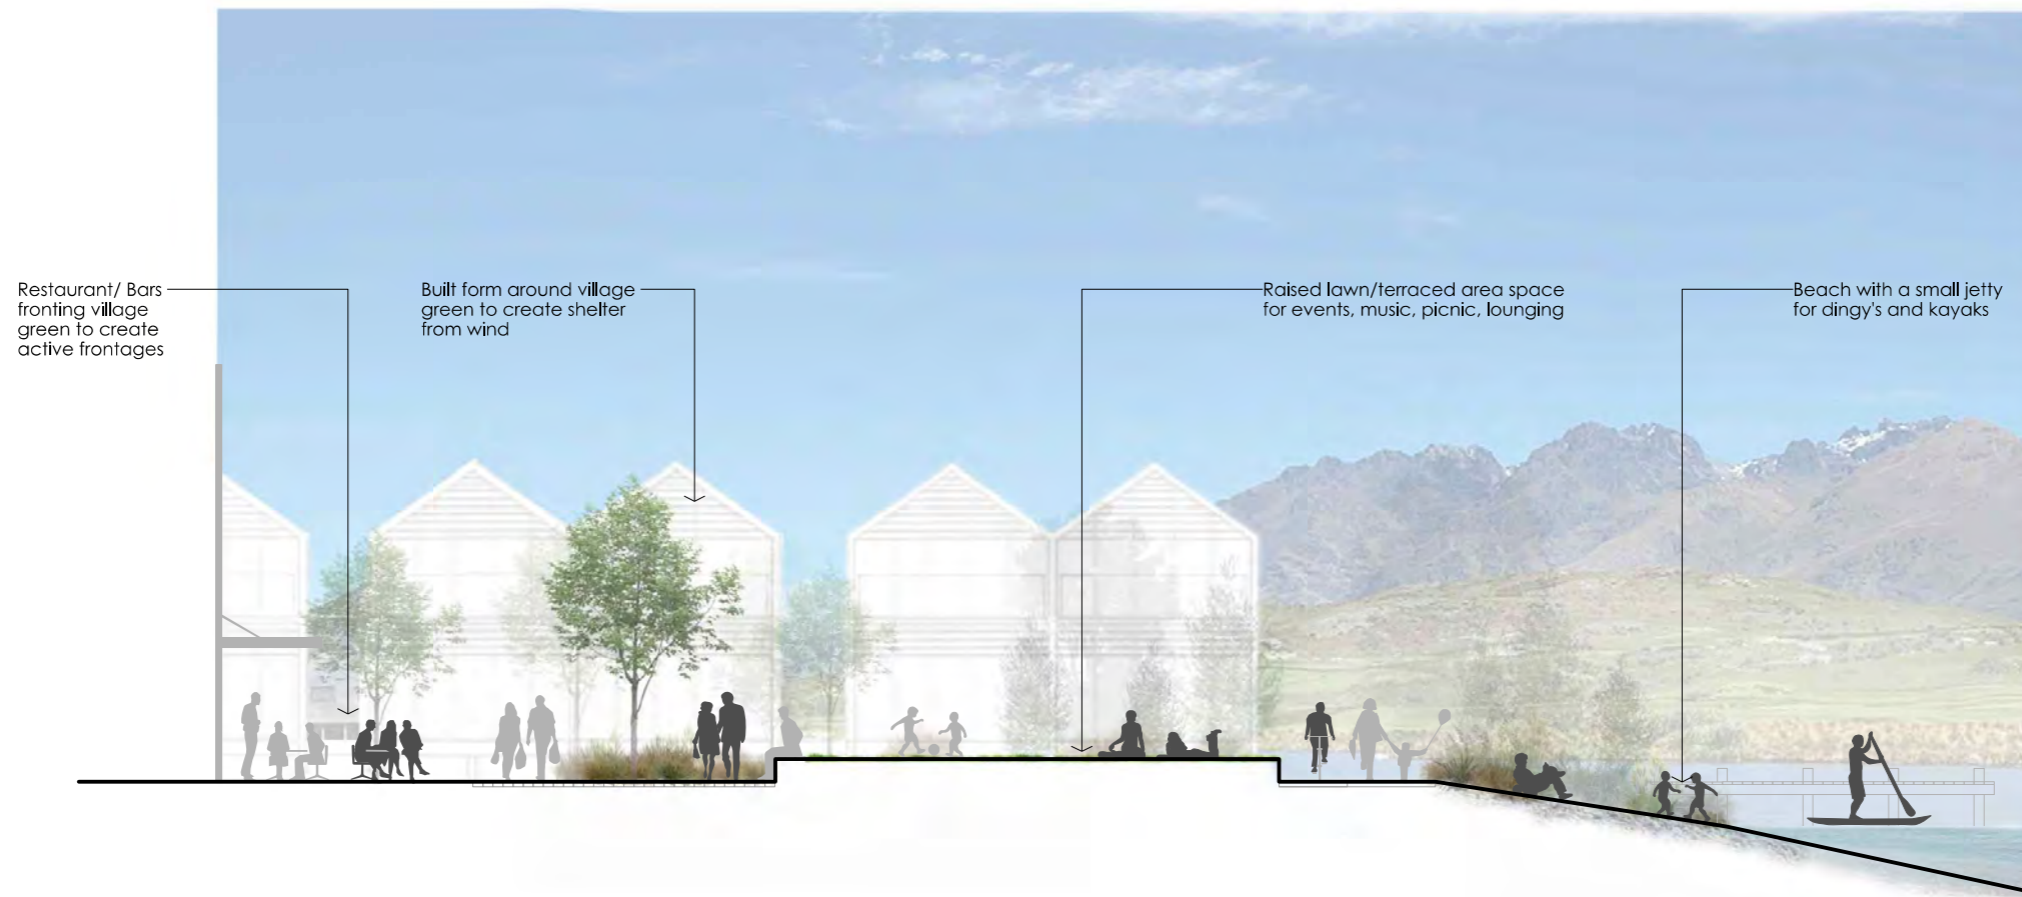 Restaurant/ Bars
fronting village
green to create
active frontages
Built form around village
green to create shelter
from wind
Raised lawn/terraced area space
for events, music, picnic, lounging
Beach with a small jetty
for dingy's and kayaks